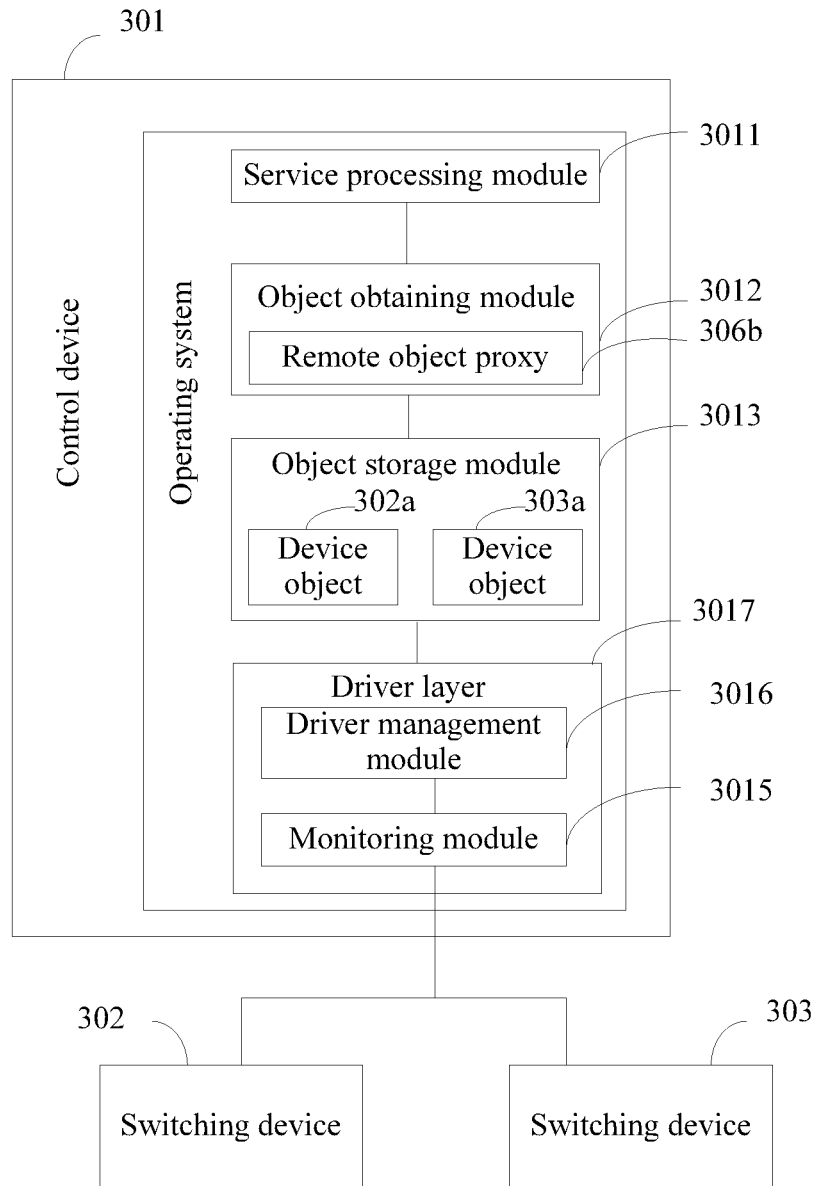 301
3011
Service processing module
Object obtaining module
3012
Remote object proxy
306b
Control device
Operating system
3013
Object storage module
302a
303a
Device
object
Device
object
3017
Driver layer
3016
Driver management
module
3015
Monitoring module
302
303
Switching device
Switching device